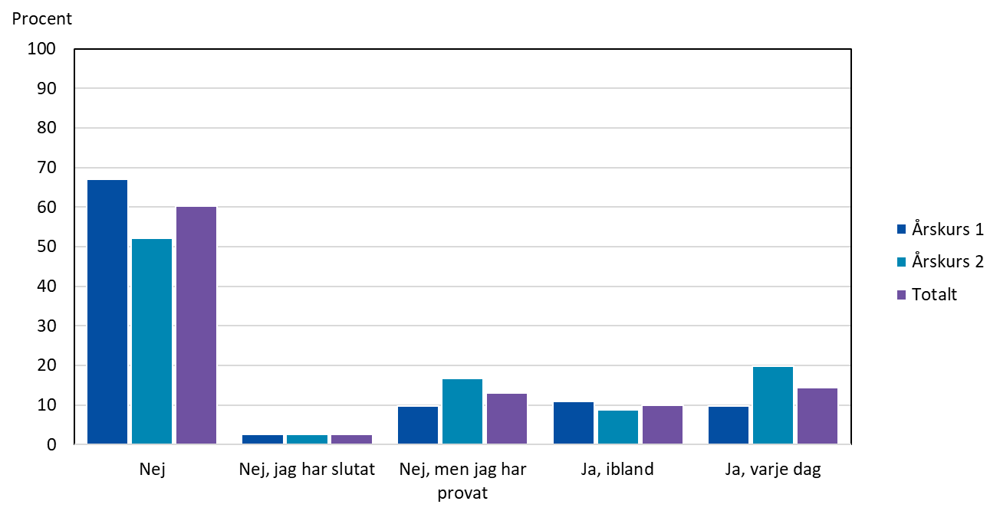 Procent
100
90
80
70
60
50
40
30
20
10
0
Nej
Nej, jag har slutat
Nej, men jag har
provat
Ja, ibland
Ja, varje dag
Årskurs 1
Årskurs 2
Totalt